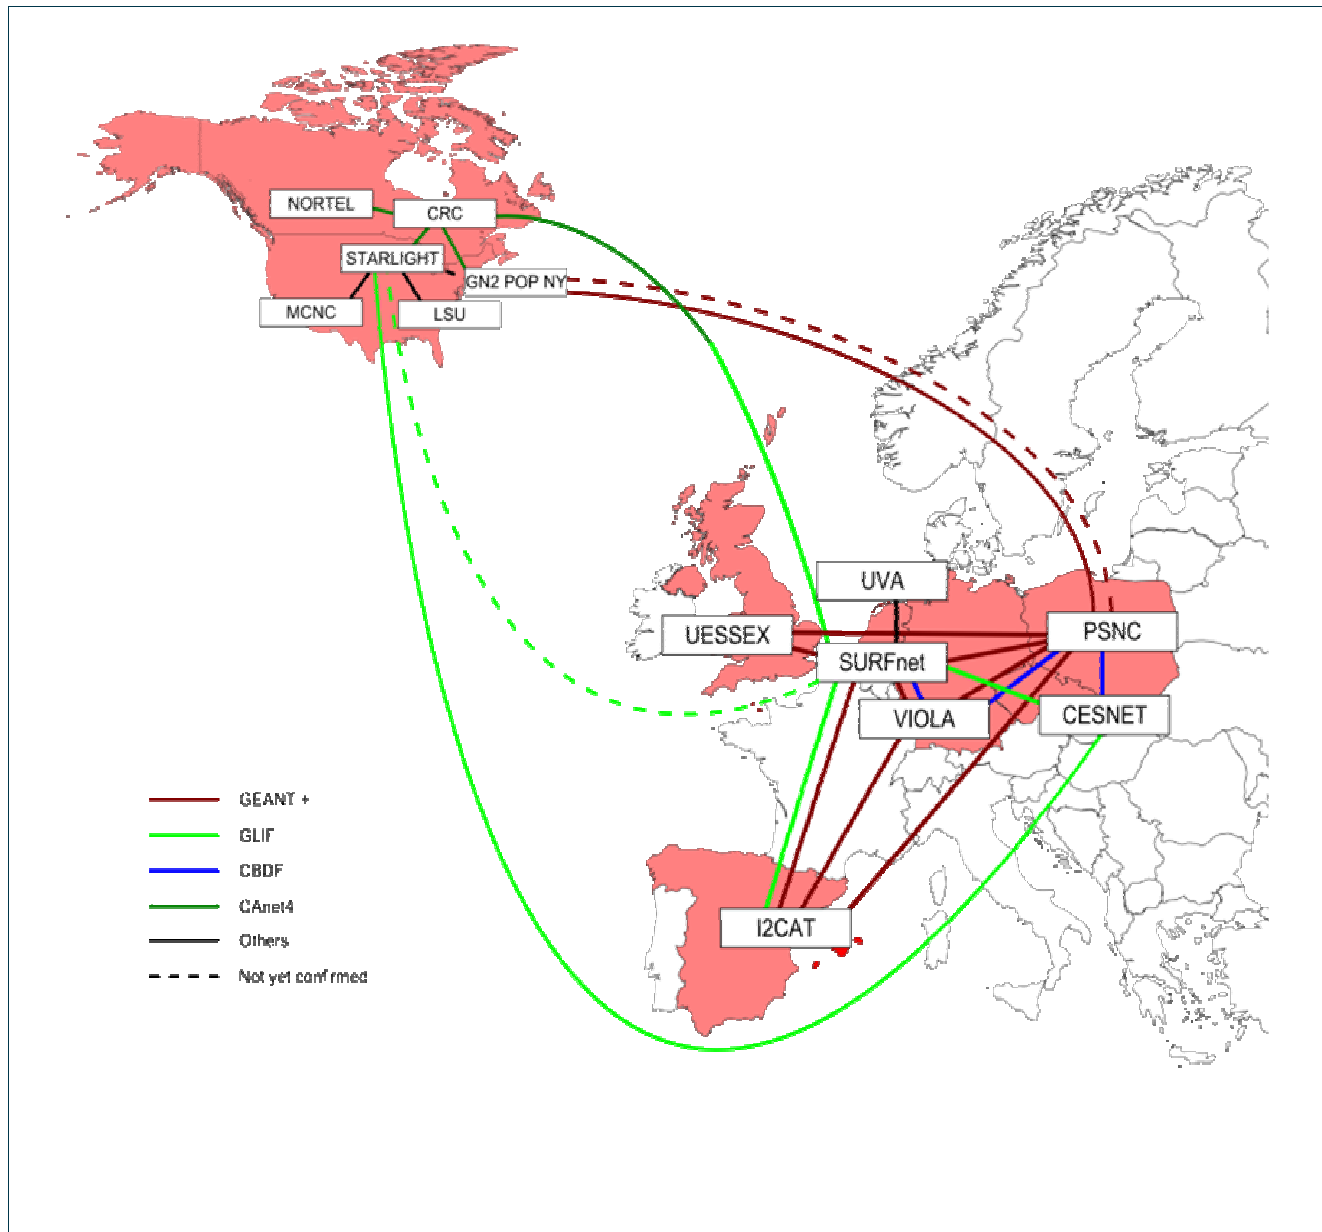 NORTEL
CRC
STARLIGHT
GN2 POP NY
MCNC
LSU
UVA
UESSEX
PSNC
SURFnet
VIOLA
CESNET
GEANT +
GLIF
CBDF
CAnet4
I2CAT
Others
Not yet confirmed